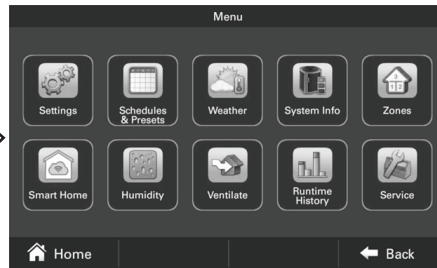 Menu
Settings
Schedules
& Presets
Weather
System Info
Zones
Smart Home
Humidity
Ventilate
Runtime
History
Service
Home
Back